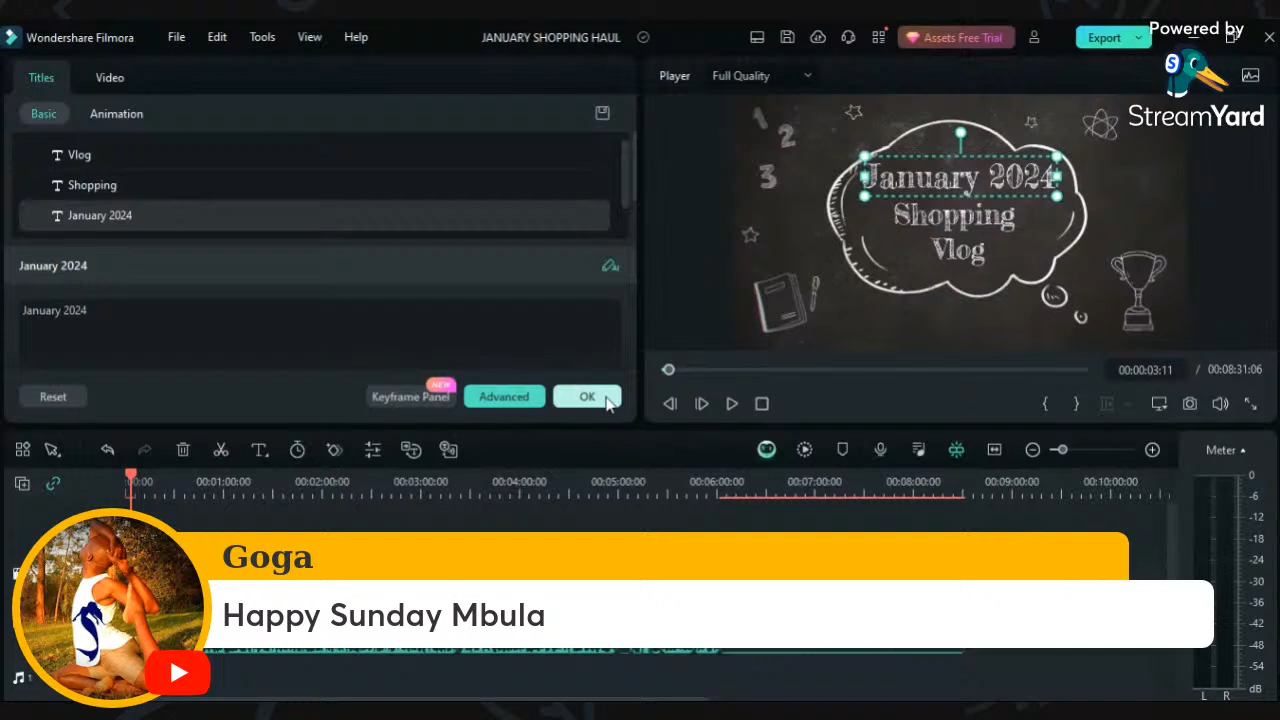 Wondershare Filmora File Edit Tools View Help JANUARY SHOPPING HAUL Assets Free Trial Export
Powered by
StreamYard
Titles Video
Basic Animation
Vlog
Shopping
January 2024
January 2024
January 2024
Reset Keyframe Panel NEW Advanced OK
Player Full Quality
1
2
3
January 2024
Shopping
Vlog
00:00:03:11 / 00:08:31:06
Meter
:00:00 00:01:00:00 00:02:00:00 00:03:00:00 00:04:00:00 00:05:00:00 00:06:00:00 00:07:00:00 00:08:00:00 00:09:00:00 00:10:00:00
0
-6
-12
-18
-24
-30
-36
-42
-48
-54
dB
L R
Goga
Happy Sunday Mbula
1